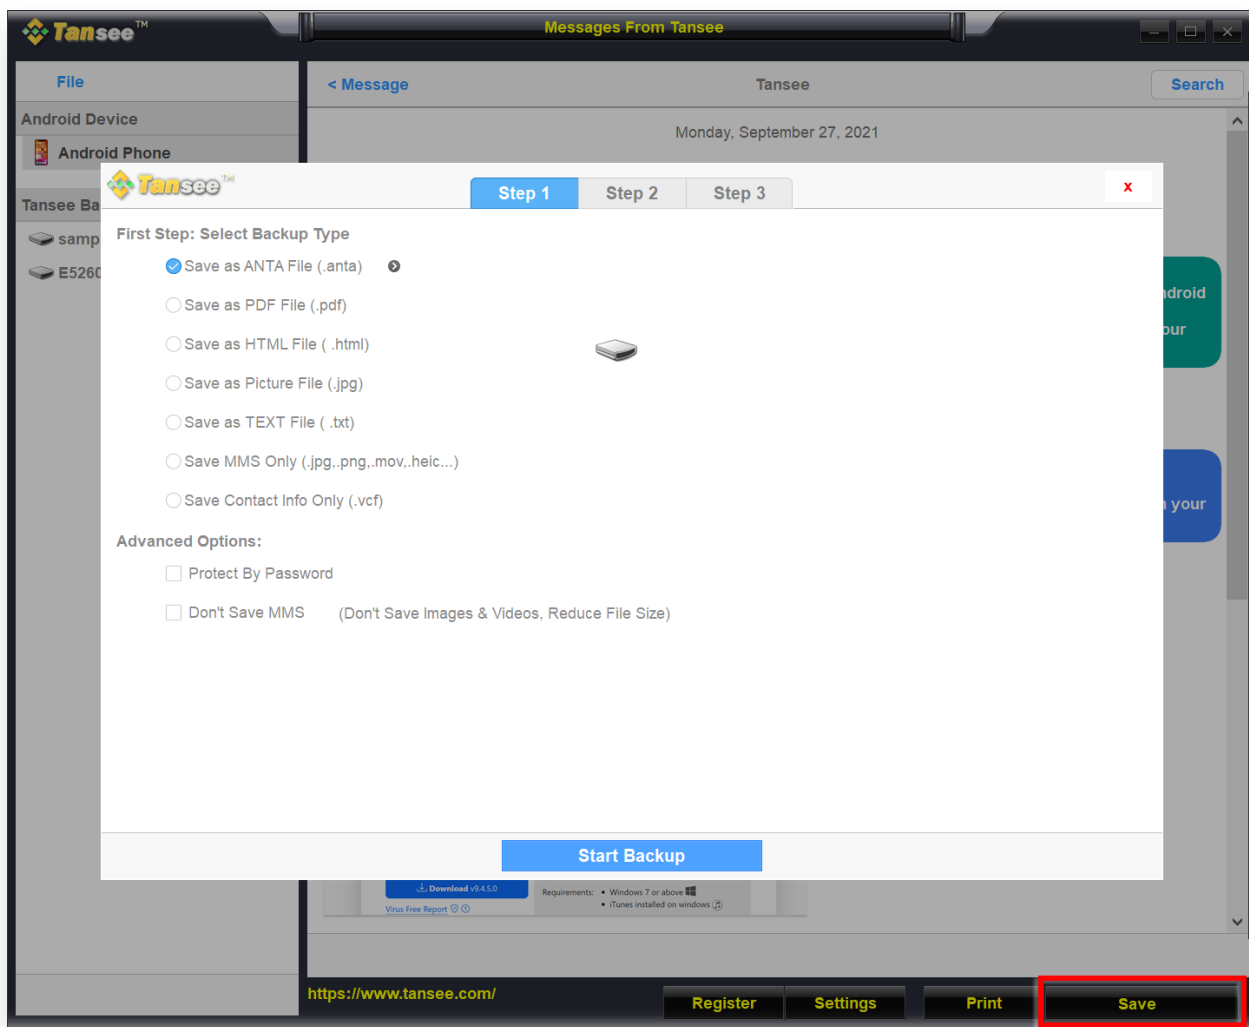 Tansee™
Messages From Tansee
File
< Message
Tansee
Search
Android Device
Monday, September 27, 2021
Android Phone
Tansee™
Step 1
Step 2
Step 3
x
Tansee Ba
First Step: Select Backup Type
samp
Save as ANTA File (.anta)
E5260
Save as PDF File (.pdf)
ndroid
our
Save as HTML File ( .html)
Save as Picture File (.jpg)
Save as TEXT File ( .txt)
Save MMS Only (.jpg,.png,.mov,.heic...)
Save Contact Info Only (.vcf)
your
Advanced Options:
Protect By Password
Don't Save MMS (Don't Save Images & Videos, Reduce File Size)
Start Backup
Download v9.4.5.0
Requirements: • Windows 7 or above
Virus Free Report
• iTunes installed on windows
https://www.tansee.com/
Register
Settings
Print
Save